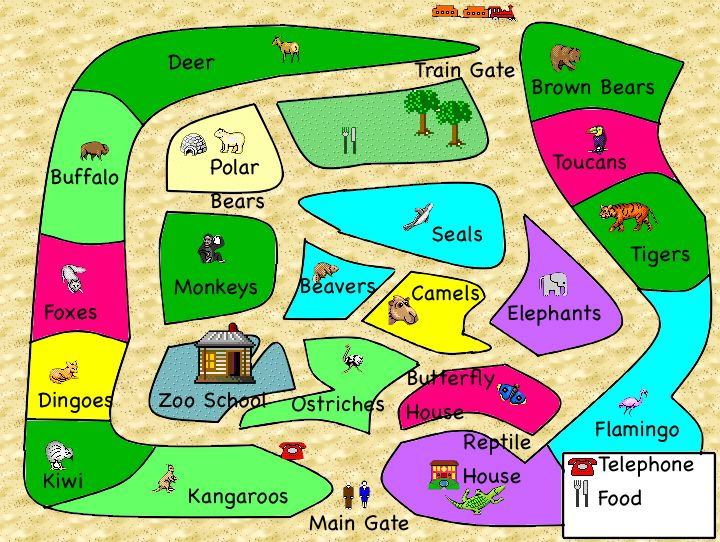 Deer
Train Gate
Brown Bears
Toucans
Buffalo
Polar
Bears
Seals
Tigers
Monkeys
Beavers
Camels
Elephants
Foxes
Dingoes
Zoo School
Ostriches
Butterfly
House
Flamingo
Reptile
House
Kiwi
Kangaroos
Main Gate
Telephone
Food